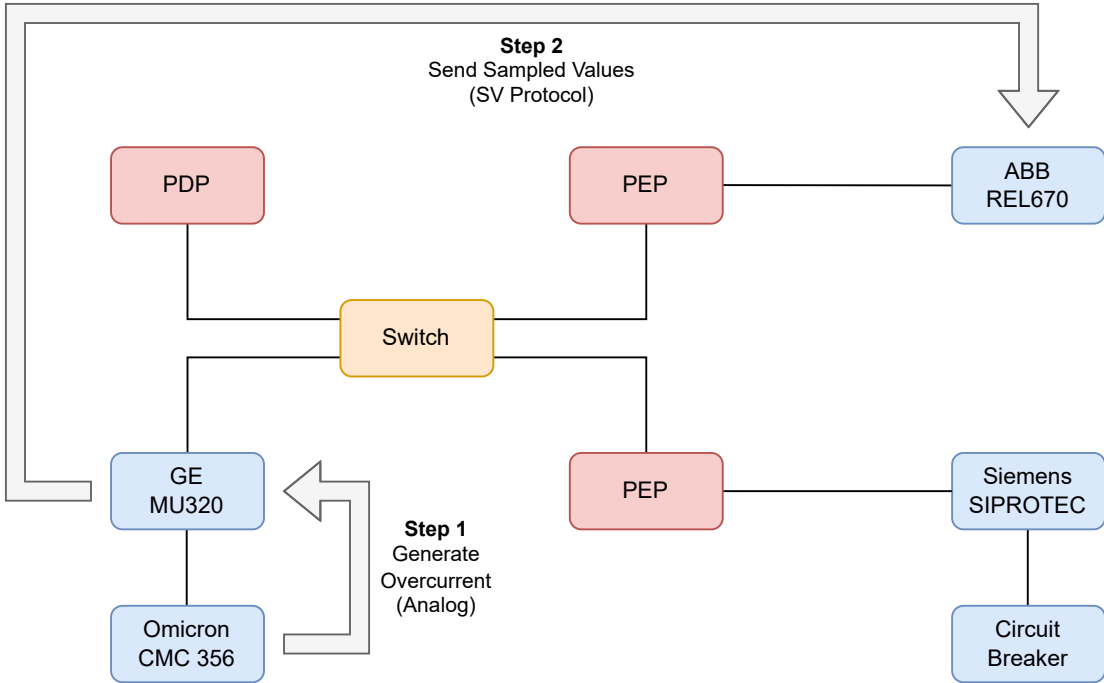 Step 2
Send Sampled Values
(SV Protocol)
PDP
PEP
ABB
REL670
Switch
GE
MU320
Step 1
Generate
Overcurrent
(Analog)
PEP
Siemens
SIPROTEC
Omicron
CMC 356
Circuit
Breaker